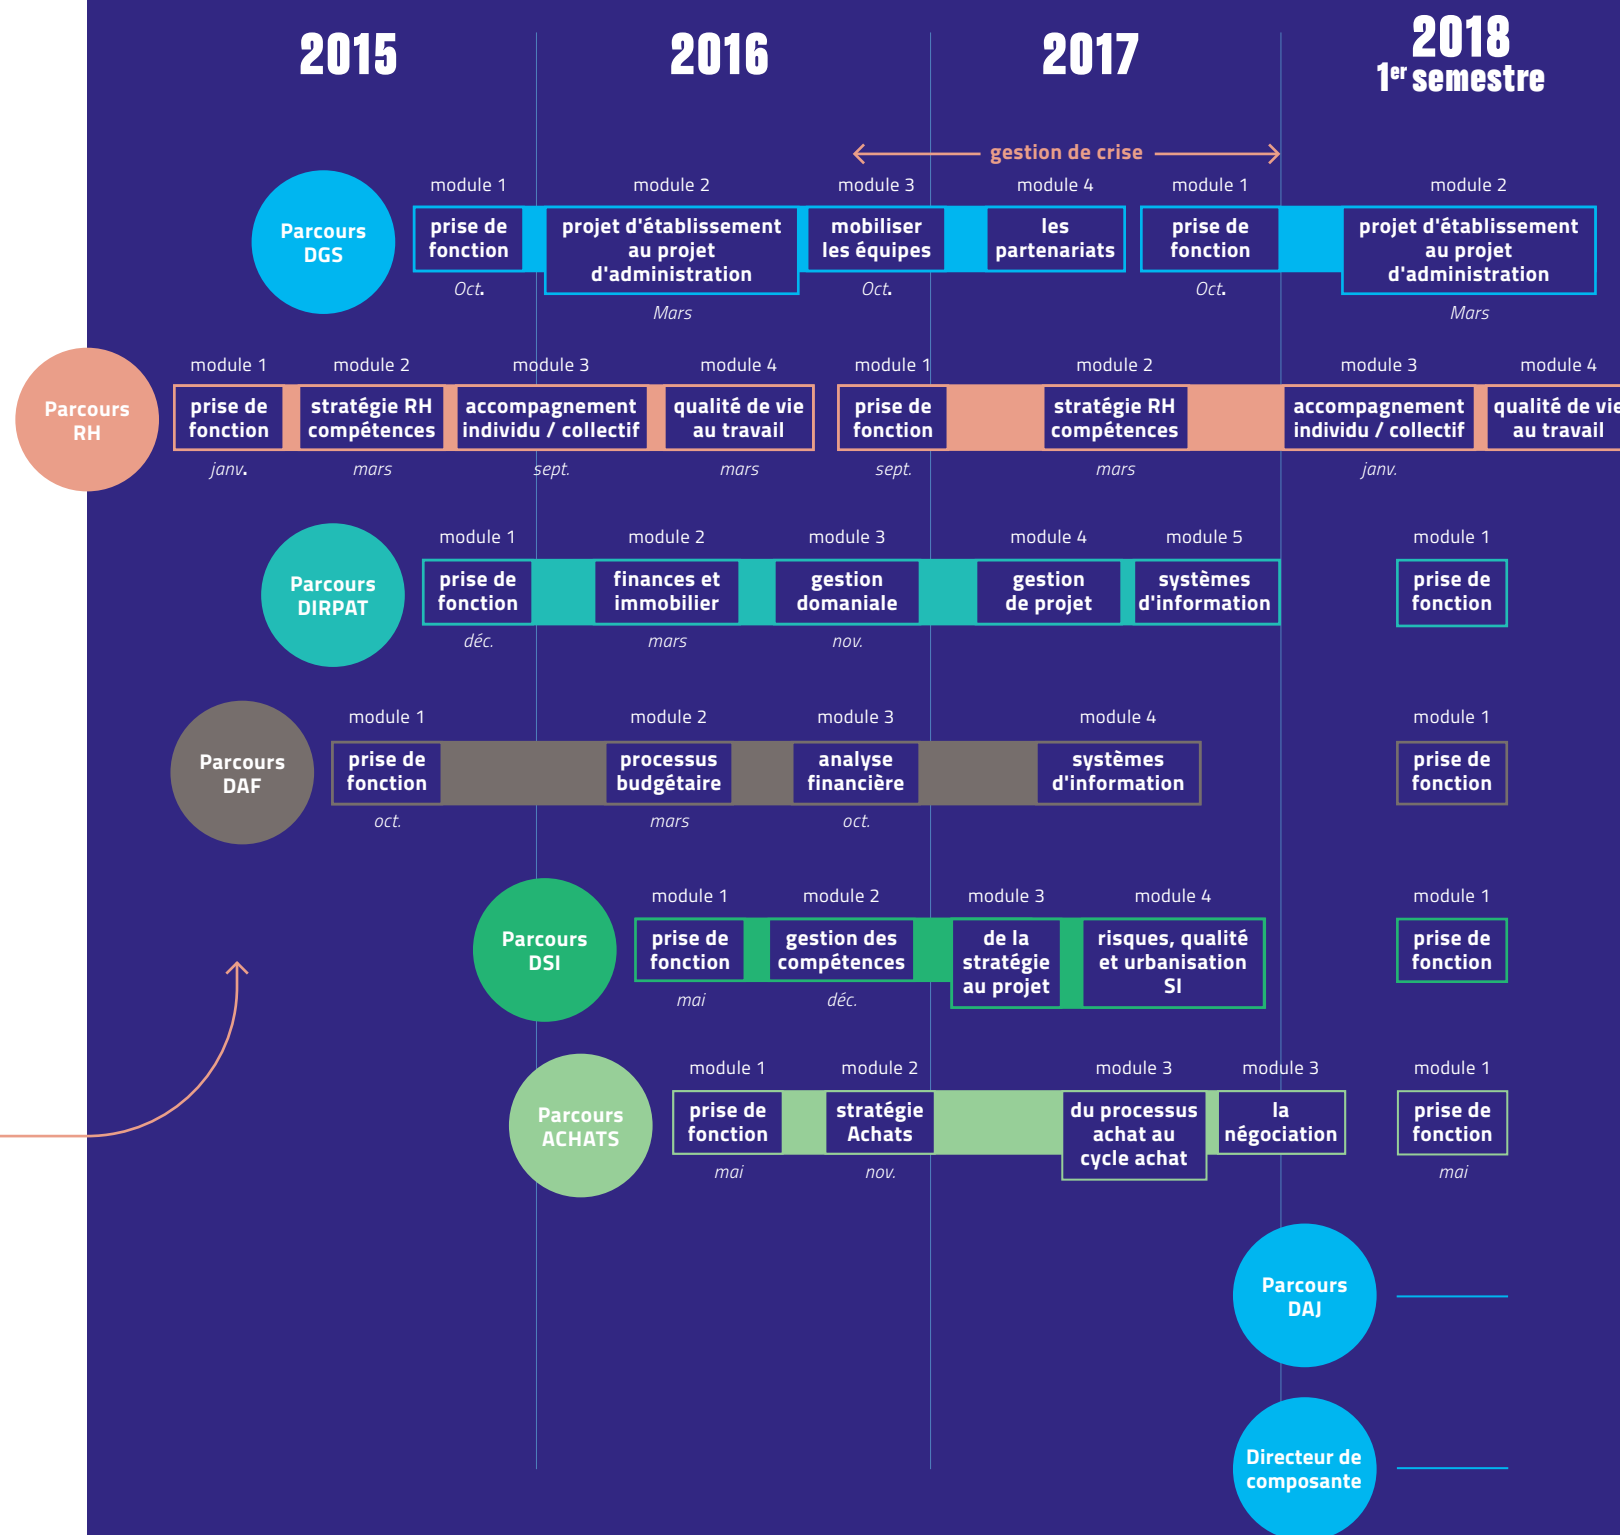 2015
2016
2017
2018
1er semestre
gestion de crise
Parcours
DGS
module 1
prise de
fonction
Oct.
module 2
projet d'établissement
au projet
d'administration
Mars
module 3
mobiliser
les équipes
Oct.
module 4
les
partenariats
module 1
prise de
fonction
Oct.
module 2
projet d'établissement
au projet
d'administration
Mars
Parcours
RH
module 1
prise de
fonction
janv.
module 2
stratégie RH
compétences
mars
module 3
accompagnement
individu / collectif
sept.
module 4
qualité de vie
au travail
mars
module 1
prise de
fonction
sept.
module 2
stratégie RH
compétences
mars
module 3
accompagnement
individu / collectif
janv.
module 4
qualité de vie
au travail
Parcours
DIRPAT
module 1
prise de
fonction
déc.
module 2
finances et
immobilier
mars
module 3
gestion
domaniale
nov.
module 4
gestion
de projet
module 5
systèmes
d'information
module 1
prise de
fonction
Parcours
DAF
module 1
prise de
fonction
oct.
module 2
processus
budgétaire
mars
module 3
analyse
financière
oct.
module 4
systèmes
d'information
module 1
prise de
fonction
Parcours
DSI
module 1
prise de
fonction
mai
module 2
gestion des
compétences
déc.
module 3
de la
stratégie
au projet
module 4
risques, qualité
et urbanisation
SI
module 1
prise de
fonction
Parcours
ACHATS
module 1
prise de
fonction
mai
module 2
stratégie
Achats
nov.
module 3
du processus
achat au
cycle achat
module 3
la
négociation
module 1
prise de
fonction
mai
Parcours
DAJ
Directeur de
composante